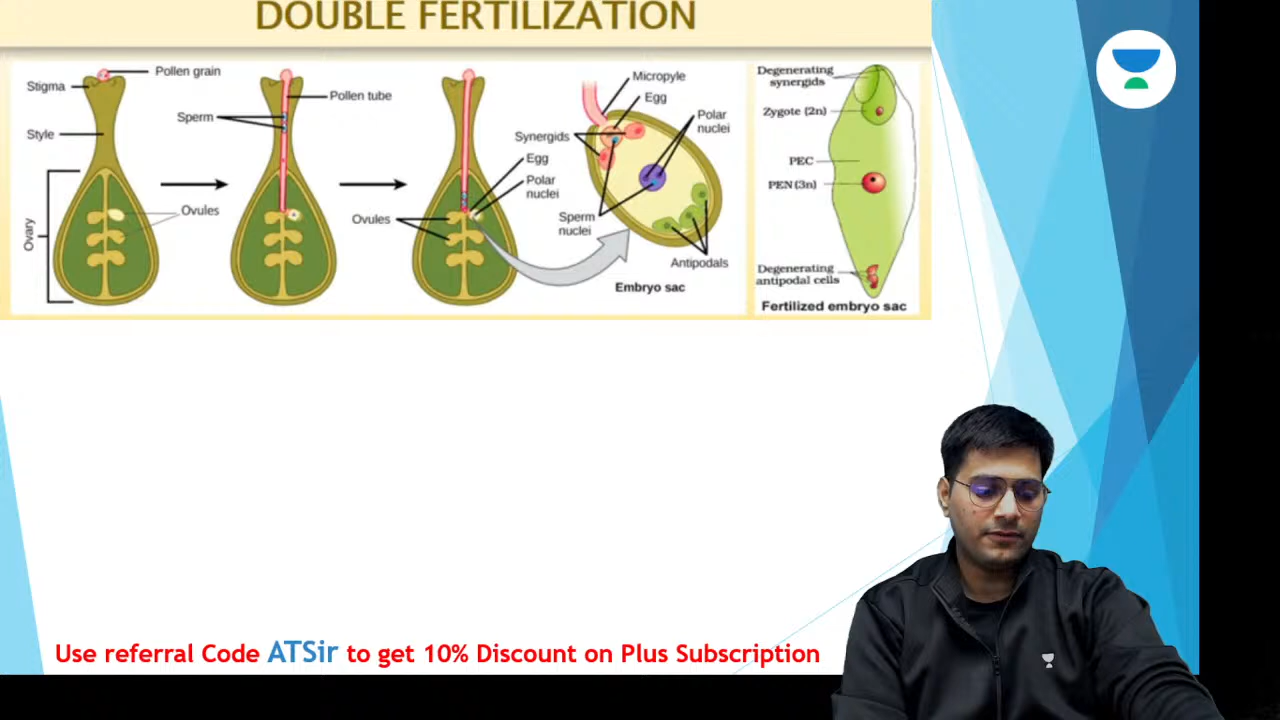 DOUBLE FERTILIZATION
Pollen grain
Stigma
Style
Ovary
Ovules
Pollen tube
Sperm
Ovules
Egg
Polar
nuclei
Micropyle
Egg
Polar
nuclei
Synergids
Sperm
nuclei
Antipodals
Embryo sac
Degenerating
synergids
Zygote (2n)
PEC
PEN (3n)
Degenerating
antipodal cells
Fertilized embryo sac
Use referral Code ATSir to get 10% Discount on Plus Subscription